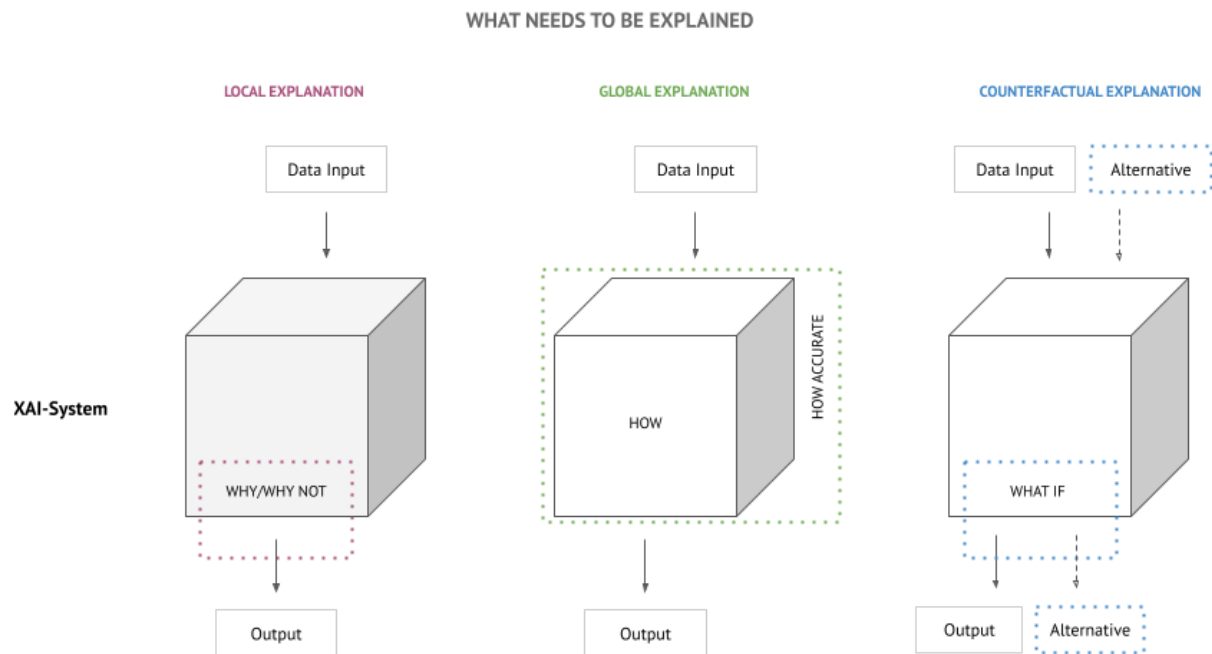 WHAT NEEDS TO BE EXPLAINED
LOCAL EXPLANATION
GLOBAL EXPLANATION
COUNTERFACTUAL EXPLANATION
Data Input
Data Input
Data Input
Alternative
XAI-System
WHY/WHY NOT
HOW
HOW ACCURATE
WHAT IF
Output
Output
Output
Alternative